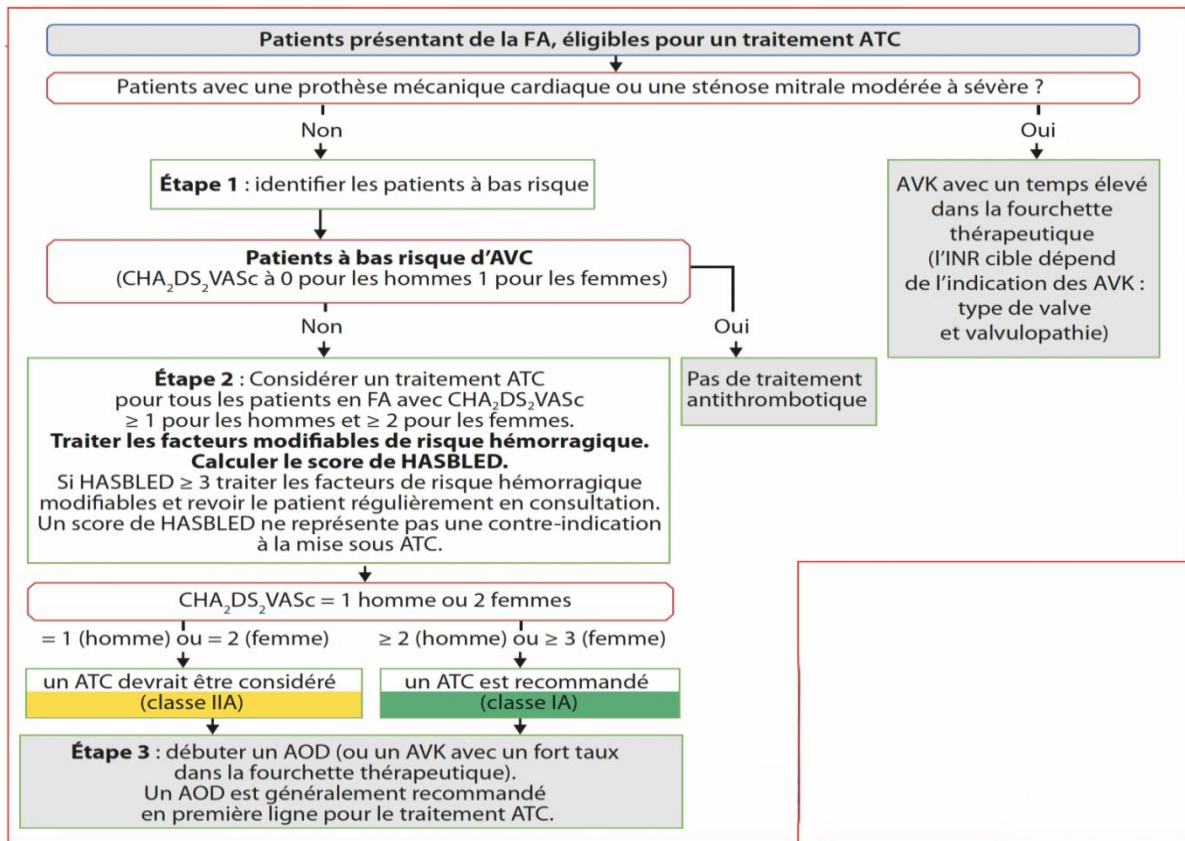 Patients présentant de la FA, éligibles pour un traitement ATC
Patients avec une prothèse mécanique cardiaque ou une sténose mitrale modérée à sévère ?
Non
Oui
Étape 1 : identifier les patients à bas risque
AVK avec un temps élevé
dans la fourchette
thérapeutique
(l'INR cible dépend
de l'indication des AVK :
type de valve
et valvulopathie)
Patients à bas risque d'AVC
(CHA₂DS₂VASc à 0 pour les hommes 1 pour les femmes)
Non
Oui
Pas de traitement
antithrombotique
Étape 2 : Considérer un traitement ATC
pour tous les patients en FA avec CHA₂DS₂VASc
≥ 1 pour les hommes et ≥ 2 pour les femmes.
Traiter les facteurs modifiables de risque hémorragique.
Calculer le score de HASBLED.
Si HASBLED ≥ 3 traiter les facteurs de risque hémorragique
modifiables et revoir le patient régulièrement en consultation.
Un score de HASBLED ne représente pas une contre-indication
à la mise sous ATC.
CHA₂DS₂VASc = 1 homme ou 2 femmes
= 1 (homme) ou = 2 (femme)
≥ 2 (homme) ou ≥ 3 (femme)
un ATC devrait être considéré
(classe IIA)
un ATC est recommandé
(classe IA)
Étape 3 : débuter un AOD (ou un AVK avec un fort taux
dans la fourchette thérapeutique).
Un AOD est généralement recommandé
en première ligne pour le traitement ATC.